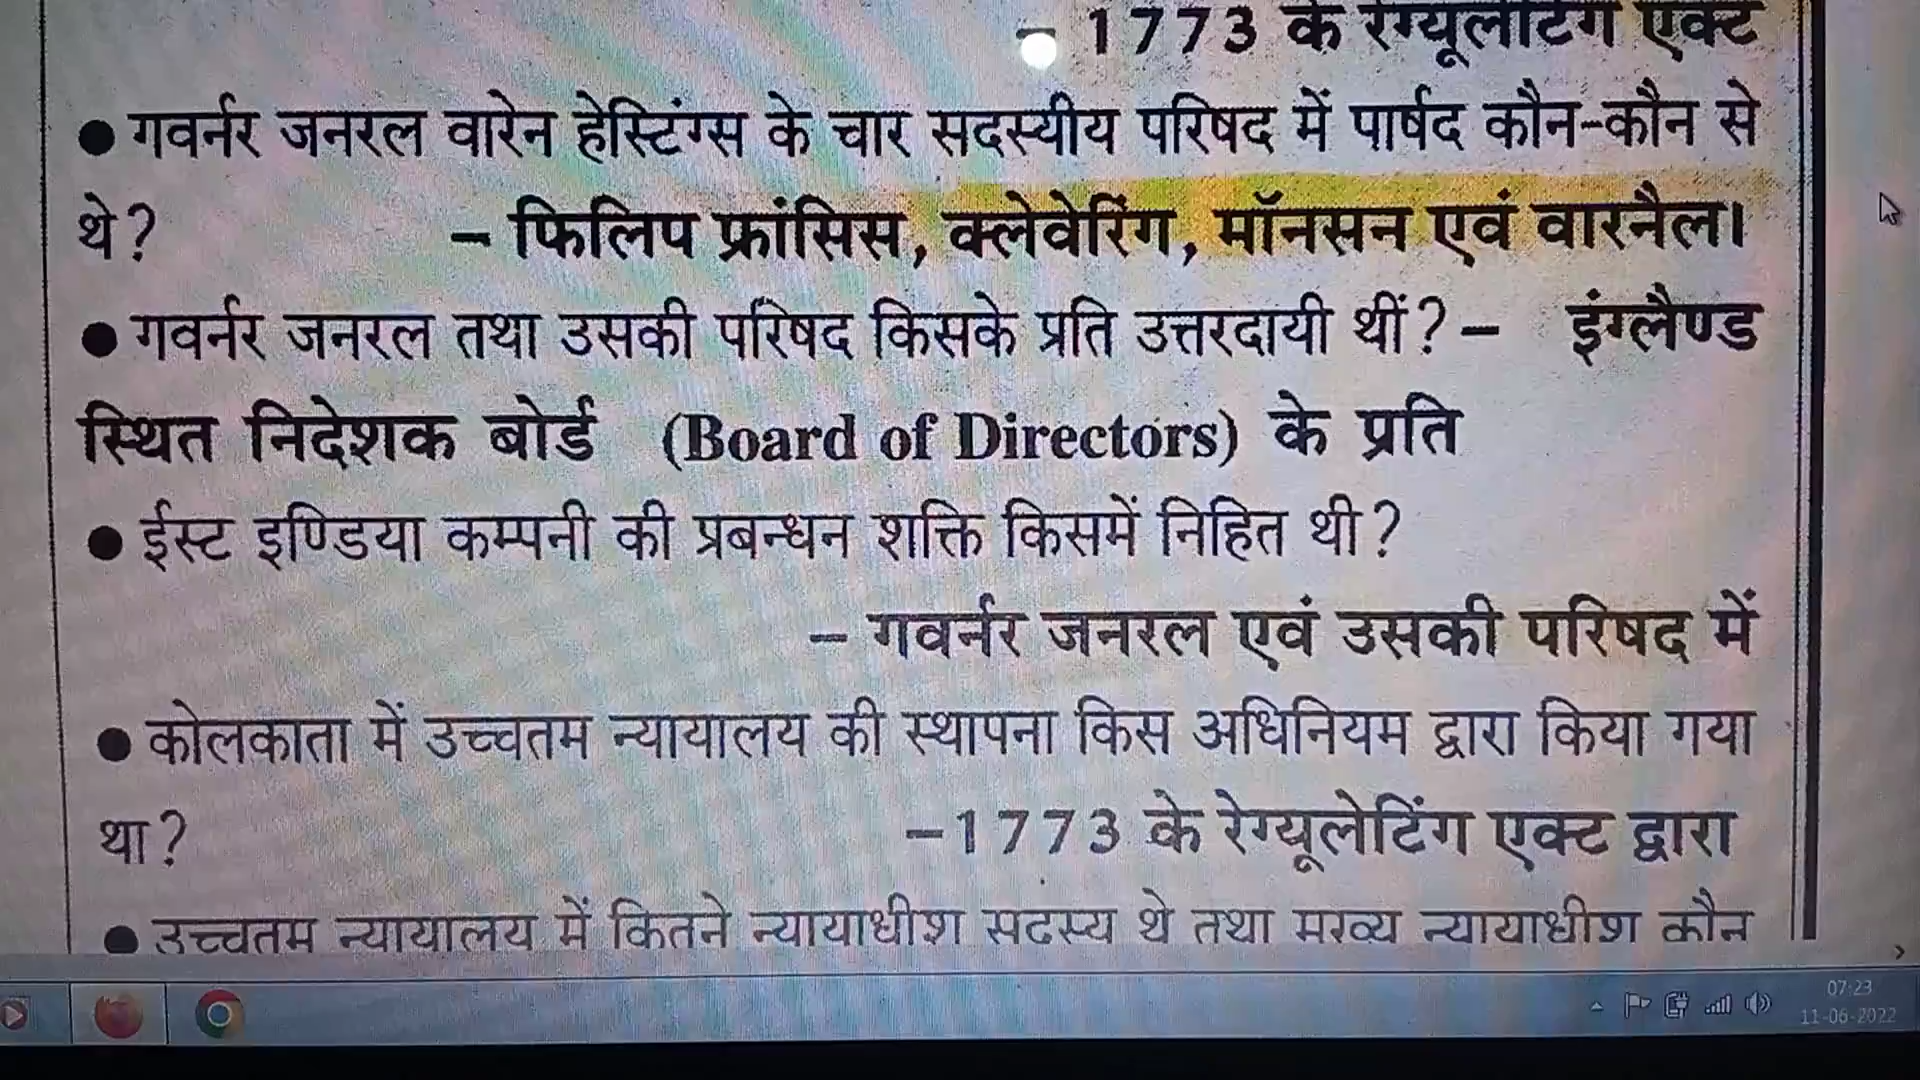 – 1773 के रेग्यूलेटिंग एक्ट
● गवर्नर जनरल वारेन हेस्टिंग्स के चार सदस्यीय परिषद में पार्षद कौन-कौन से
थे? – फिलिप फ्रांसिस, क्लेवेरिंग, मॉनसन एवं वारनैल।
● गवर्नर जनरल तथा उसकी परिषद किसके प्रति उत्तरदायी थीं? – इंग्लैण्ड
स्थित निदेशक बोर्ड (Board of Directors) के प्रति
● ईस्ट इण्डिया कम्पनी की प्रबन्धन शक्ति किसमें निहित थी?
– गवर्नर जनरल एवं उसकी परिषद में
● कोलकाता में उच्चतम न्यायालय की स्थापना किस अधिनियम द्वारा किया गया
था? –1773 के रेग्यूलेटिंग एक्ट द्वारा
● उच्चतम न्यायालय में कितने न्यायाधीश सदस्य थे तथा मुख्य न्यायाधीश कौन
07:23
11-06-2022